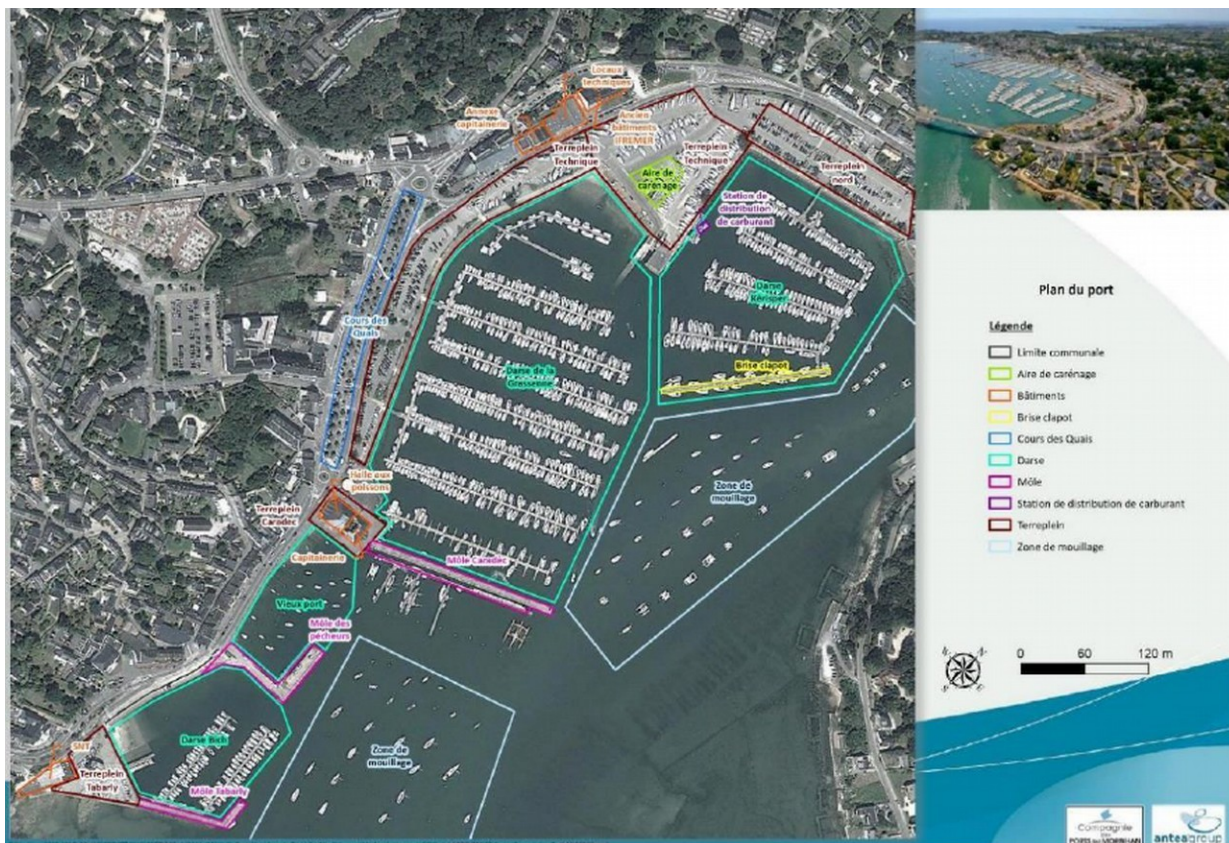 Locaux
techniques
Annexe
capitainerie
Ancien
bâtiments
IFREMER
Terreplein
Technique
Terreplein
Technique
Terreplein
nord
Aire de
carénage
Station de
distribution
de carburant
Cours des
Quais
Darse
Kerisper
Brise clapot
Darse de la
Gressenne
Zone de
mouillage
Halle aux
poissons
Terreplein
Caradec
Capitainerie
Môle Caradec
Vieux port
Môle des
pêcheurs
Darse Bich
SNT
Terreplein
Tabarly
Môle Tabarly
Zone de
mouillage
Plan du port
Légende
Limite communale
Aire de carénage
Bâtiments
Brise clapot
Cours des Quais
Darse
Môle
Station de distribution de carburant
Terreplein
Zone de mouillage
0 60 120 m
Compagnie
DES
PORTS DU MORBIHAN
anteagroup